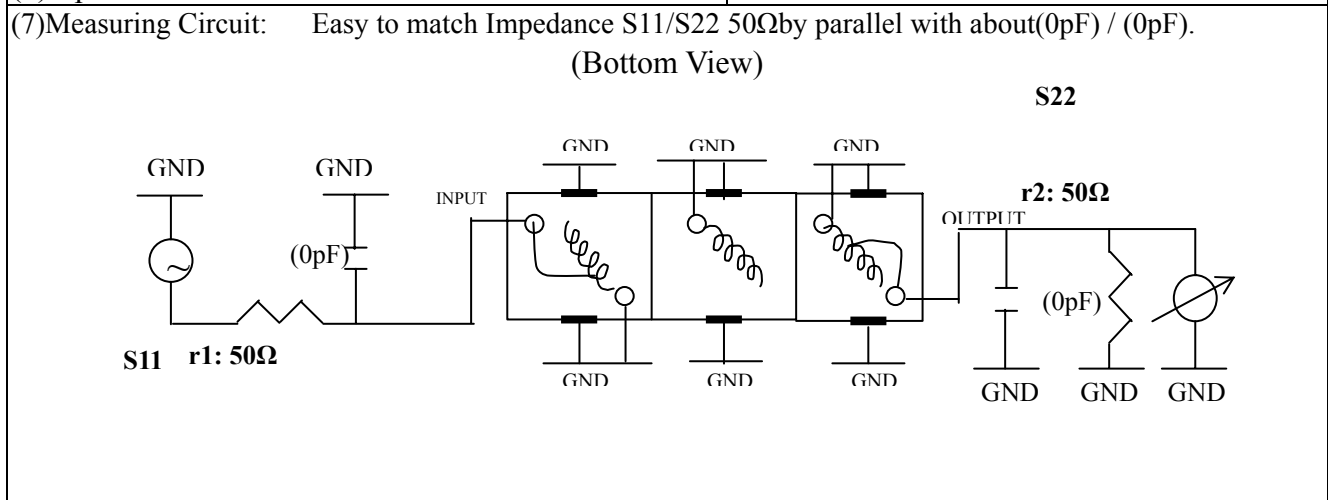 (7)Measuring Circuit: Easy to match Impedance S11/S22 50Ωby parallel with about(0pF) / (0pF).
(Bottom View)
S22
GND GND GND
GND GND
INPUT
r2: 50Ω
OUTPUT
(0pF)
(0pF)
S11 r1: 50Ω
GND GND GND
GND GND GND